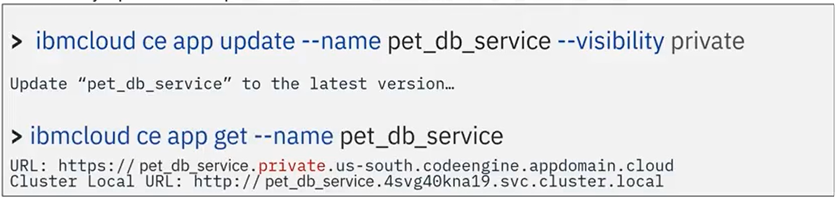 > ibmcloud ce app update --name pet_db_service --visibility private
Update “pet_db_service” to the latest version…
> ibmcloud ce app get --name pet_db_service
URL: https:// pet_db_service.private.us-south.codeengine.appdomain.cloud
Cluster Local URL: http:// pet_db_service.4svg40kna19.svc.cluster.local